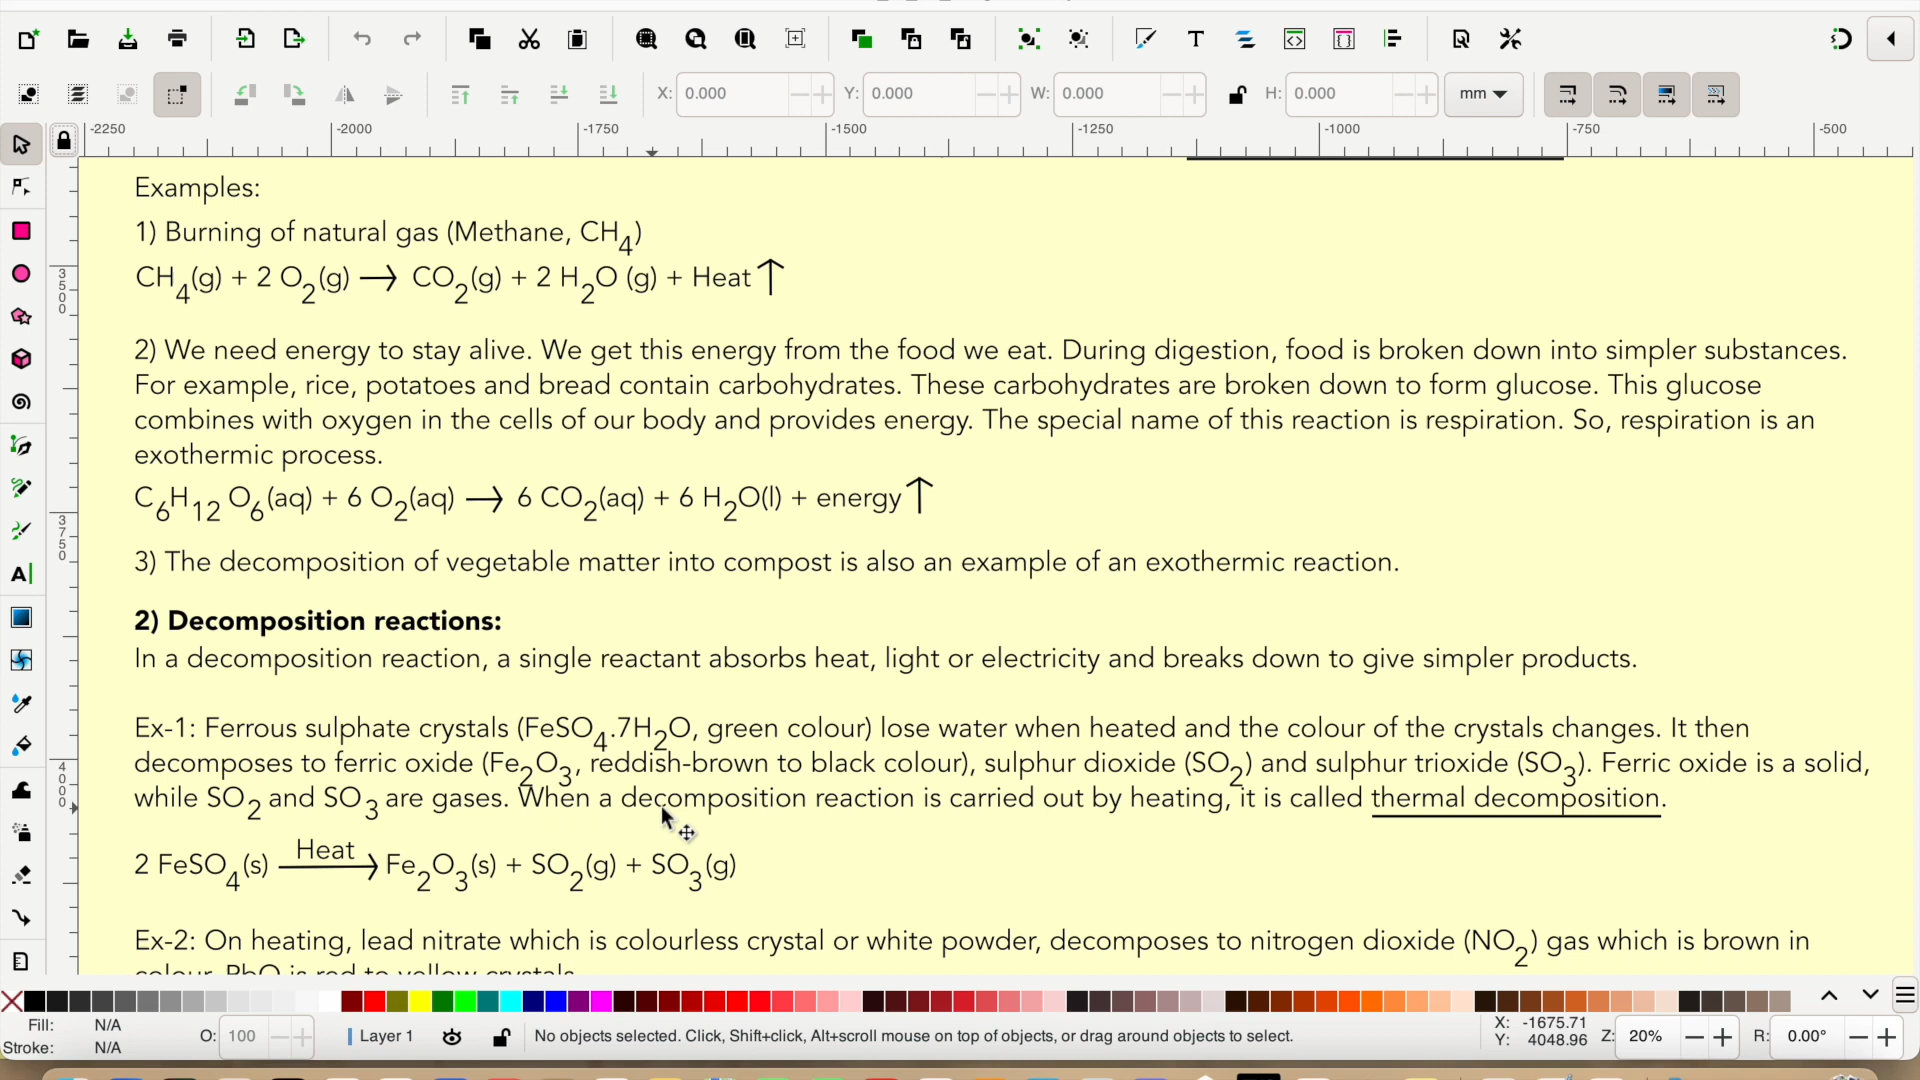 X: 0.000 Y: 0.000 W: 0.000 H: 0.000 mm
-2250 -2000 -1750 -1500 -1250 -1000 -750 -500
Examples:
1) Burning of natural gas (Methane, CH4)
CH4(g) + 2 O2(g) → CO2(g) + 2 H2O (g) + Heat↑
2) We need energy to stay alive. We get this energy from the food we eat. During digestion, food is broken down into simpler substances.
For example, rice, potatoes and bread contain carbohydrates. These carbohydrates are broken down to form glucose. This glucose
combines with oxygen in the cells of our body and provides energy. The special name of this reaction is respiration. So, respiration is an
exothermic process.
C6H12 O6(aq) + 6 O2(aq) → 6 CO2(aq) + 6 H2O(l) + energy↑
3) The decomposition of vegetable matter into compost is also an example of an exothermic reaction.
2) Decomposition reactions:
In a decomposition reaction, a single reactant absorbs heat, light or electricity and breaks down to give simpler products.
Ex-1: Ferrous sulphate crystals (FeSO4.7H2O, green colour) lose water when heated and the colour of the crystals changes. It then
decomposes to ferric oxide (Fe2O3, reddish-brown to black colour), sulphur dioxide (SO2) and sulphur trioxide (SO3). Ferric oxide is a solid,
while SO2 and SO3 are gases. When a decomposition reaction is carried out by heating, it is called thermal decomposition.
Heat
2 FeSO4(s) → Fe2O3(s) + SO2(g) + SO3(g)
Ex-2: On heating, lead nitrate which is colourless crystal or white powder, decomposes to nitrogen dioxide (NO2) gas which is brown in
colour. PbO is red to yellow crystals.
3500
3750
4000
Fill: N/A
Stroke: N/A
O: 100
Layer 1
No objects selected. Click, Shift+click, Alt+scroll mouse on top of objects, or drag around objects to select.
X: -1675.71
Y: 4048.96
Z: 20%
R: 0.00°